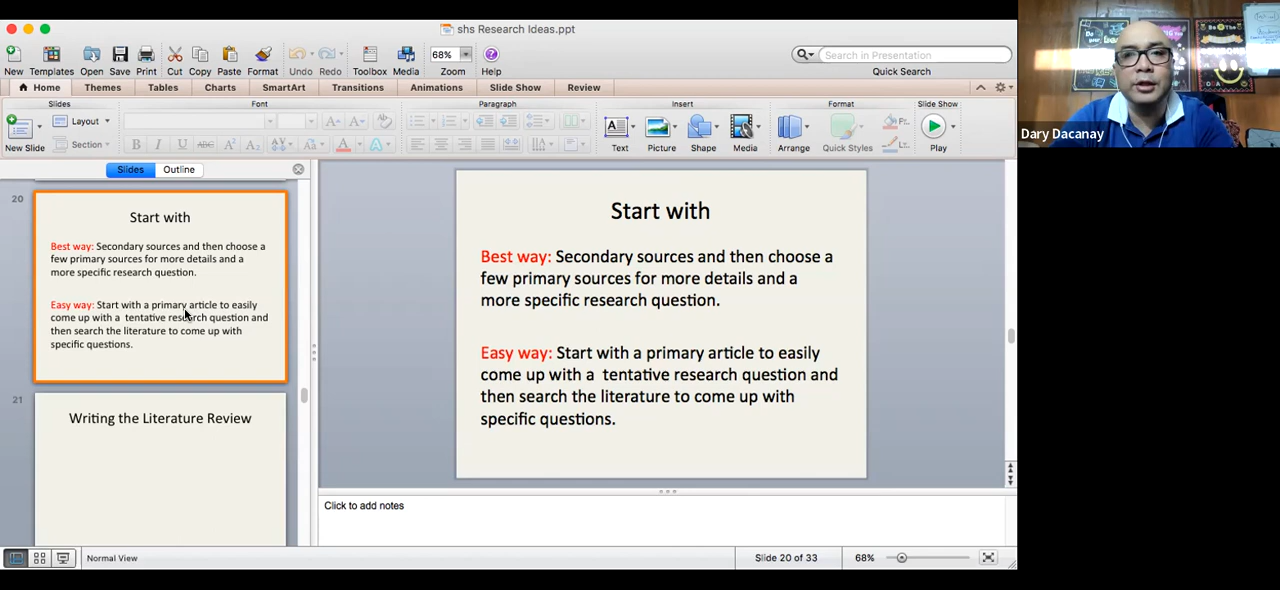 shs Research Ideas.ppt
New Templates Open Save Print Cut Copy Paste Format Undo Redo Toolbox Media Zoom Help
68%
Search in Presentation
Quick Search
Home Themes Tables Charts SmartArt Transitions Animations Slide Show Review
Slides Font Paragraph Insert Format Slide Show
Layout
Section
New Slide
B I U ABC A² A₂
Text Picture Shape Media Arrange Quick Styles Play
Slides Outline
20
Start with
Best way: Secondary sources and then choose a
few primary sources for more details and a
more specific research question.
Easy way: Start with a primary article to easily
come up with a tentative research question and
then search the literature to come up with
specific questions.
21
Writing the Literature Review
Start with
Best way: Secondary sources and then choose a
few primary sources for more details and a
more specific research question.
Easy way: Start with a primary article to easily
come up with a tentative research question and
then search the literature to come up with
specific questions.
Click to add notes
Normal View
Slide 20 of 33
68%
Dary Dacanay